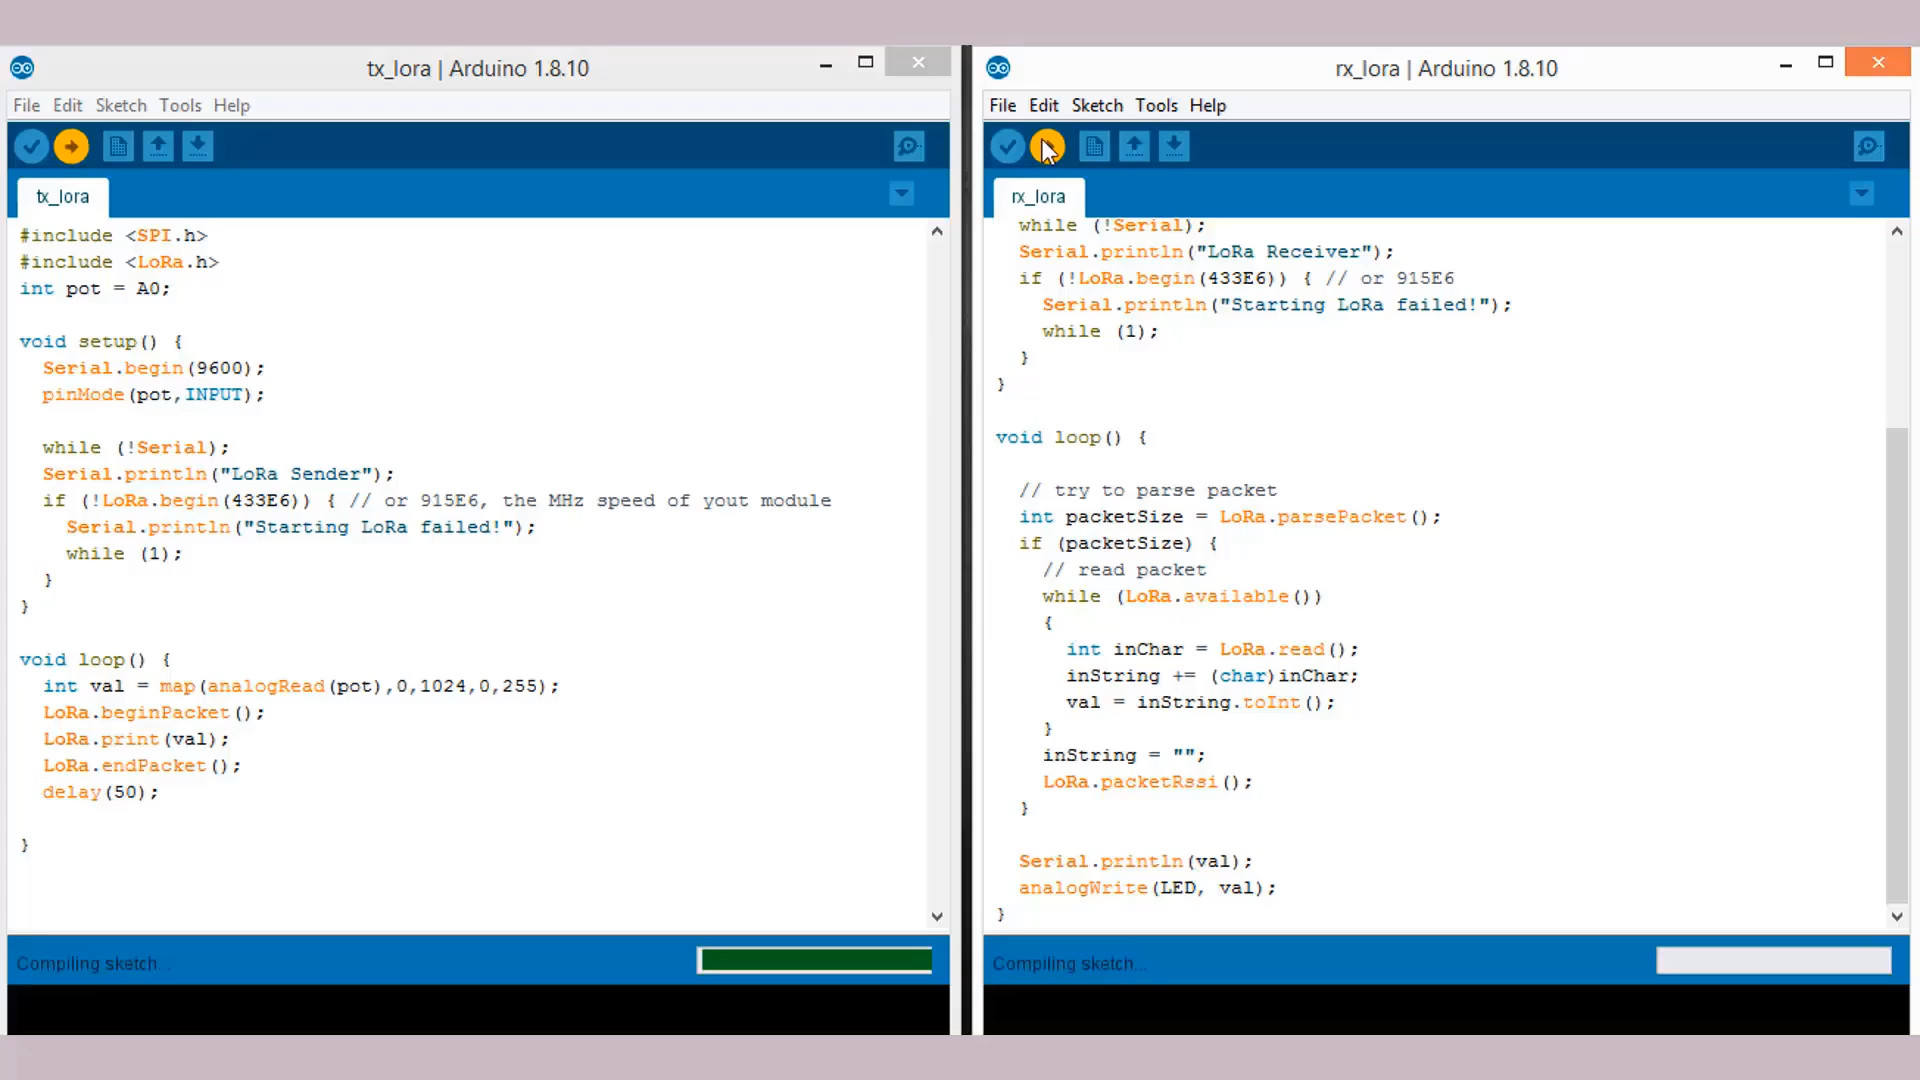 tx_lora | Arduino 1.8.10
File Edit Sketch Tools Help
tx_lora
#include <SPI.h>
#include <LoRa.h>
int pot = A0;
void setup() {
Serial.begin(9600);
pinMode(pot,INPUT);
while (!Serial);
Serial.println("LoRa Sender");
if (!LoRa.begin(433E6)) { // or 915E6, the MHz speed of yout module
Serial.println("Starting LoRa failed!");
while (1);
}
}
void loop() {
int val = map(analogRead(pot),0,1024,0,255);
LoRa.beginPacket();
LoRa.print(val);
LoRa.endPacket();
delay(50);
}
Compiling sketch...
rx_lora | Arduino 1.8.10
File Edit Sketch Tools Help
rx_lora
while (!Serial);
Serial.println("LoRa Receiver");
if (!LoRa.begin(433E6)) { // or 915E6
Serial.println("Starting LoRa failed!");
while (1);
}
}
void loop() {
// try to parse packet
int packetSize = LoRa.parsePacket();
if (packetSize) {
// read packet
while (LoRa.available())
{
int inChar = LoRa.read();
inString += (char)inChar;
val = inString.toInt();
}
inString = "";
LoRa.packetRssi();
}
Serial.println(val);
analogWrite(LED, val);
}
Compiling sketch...